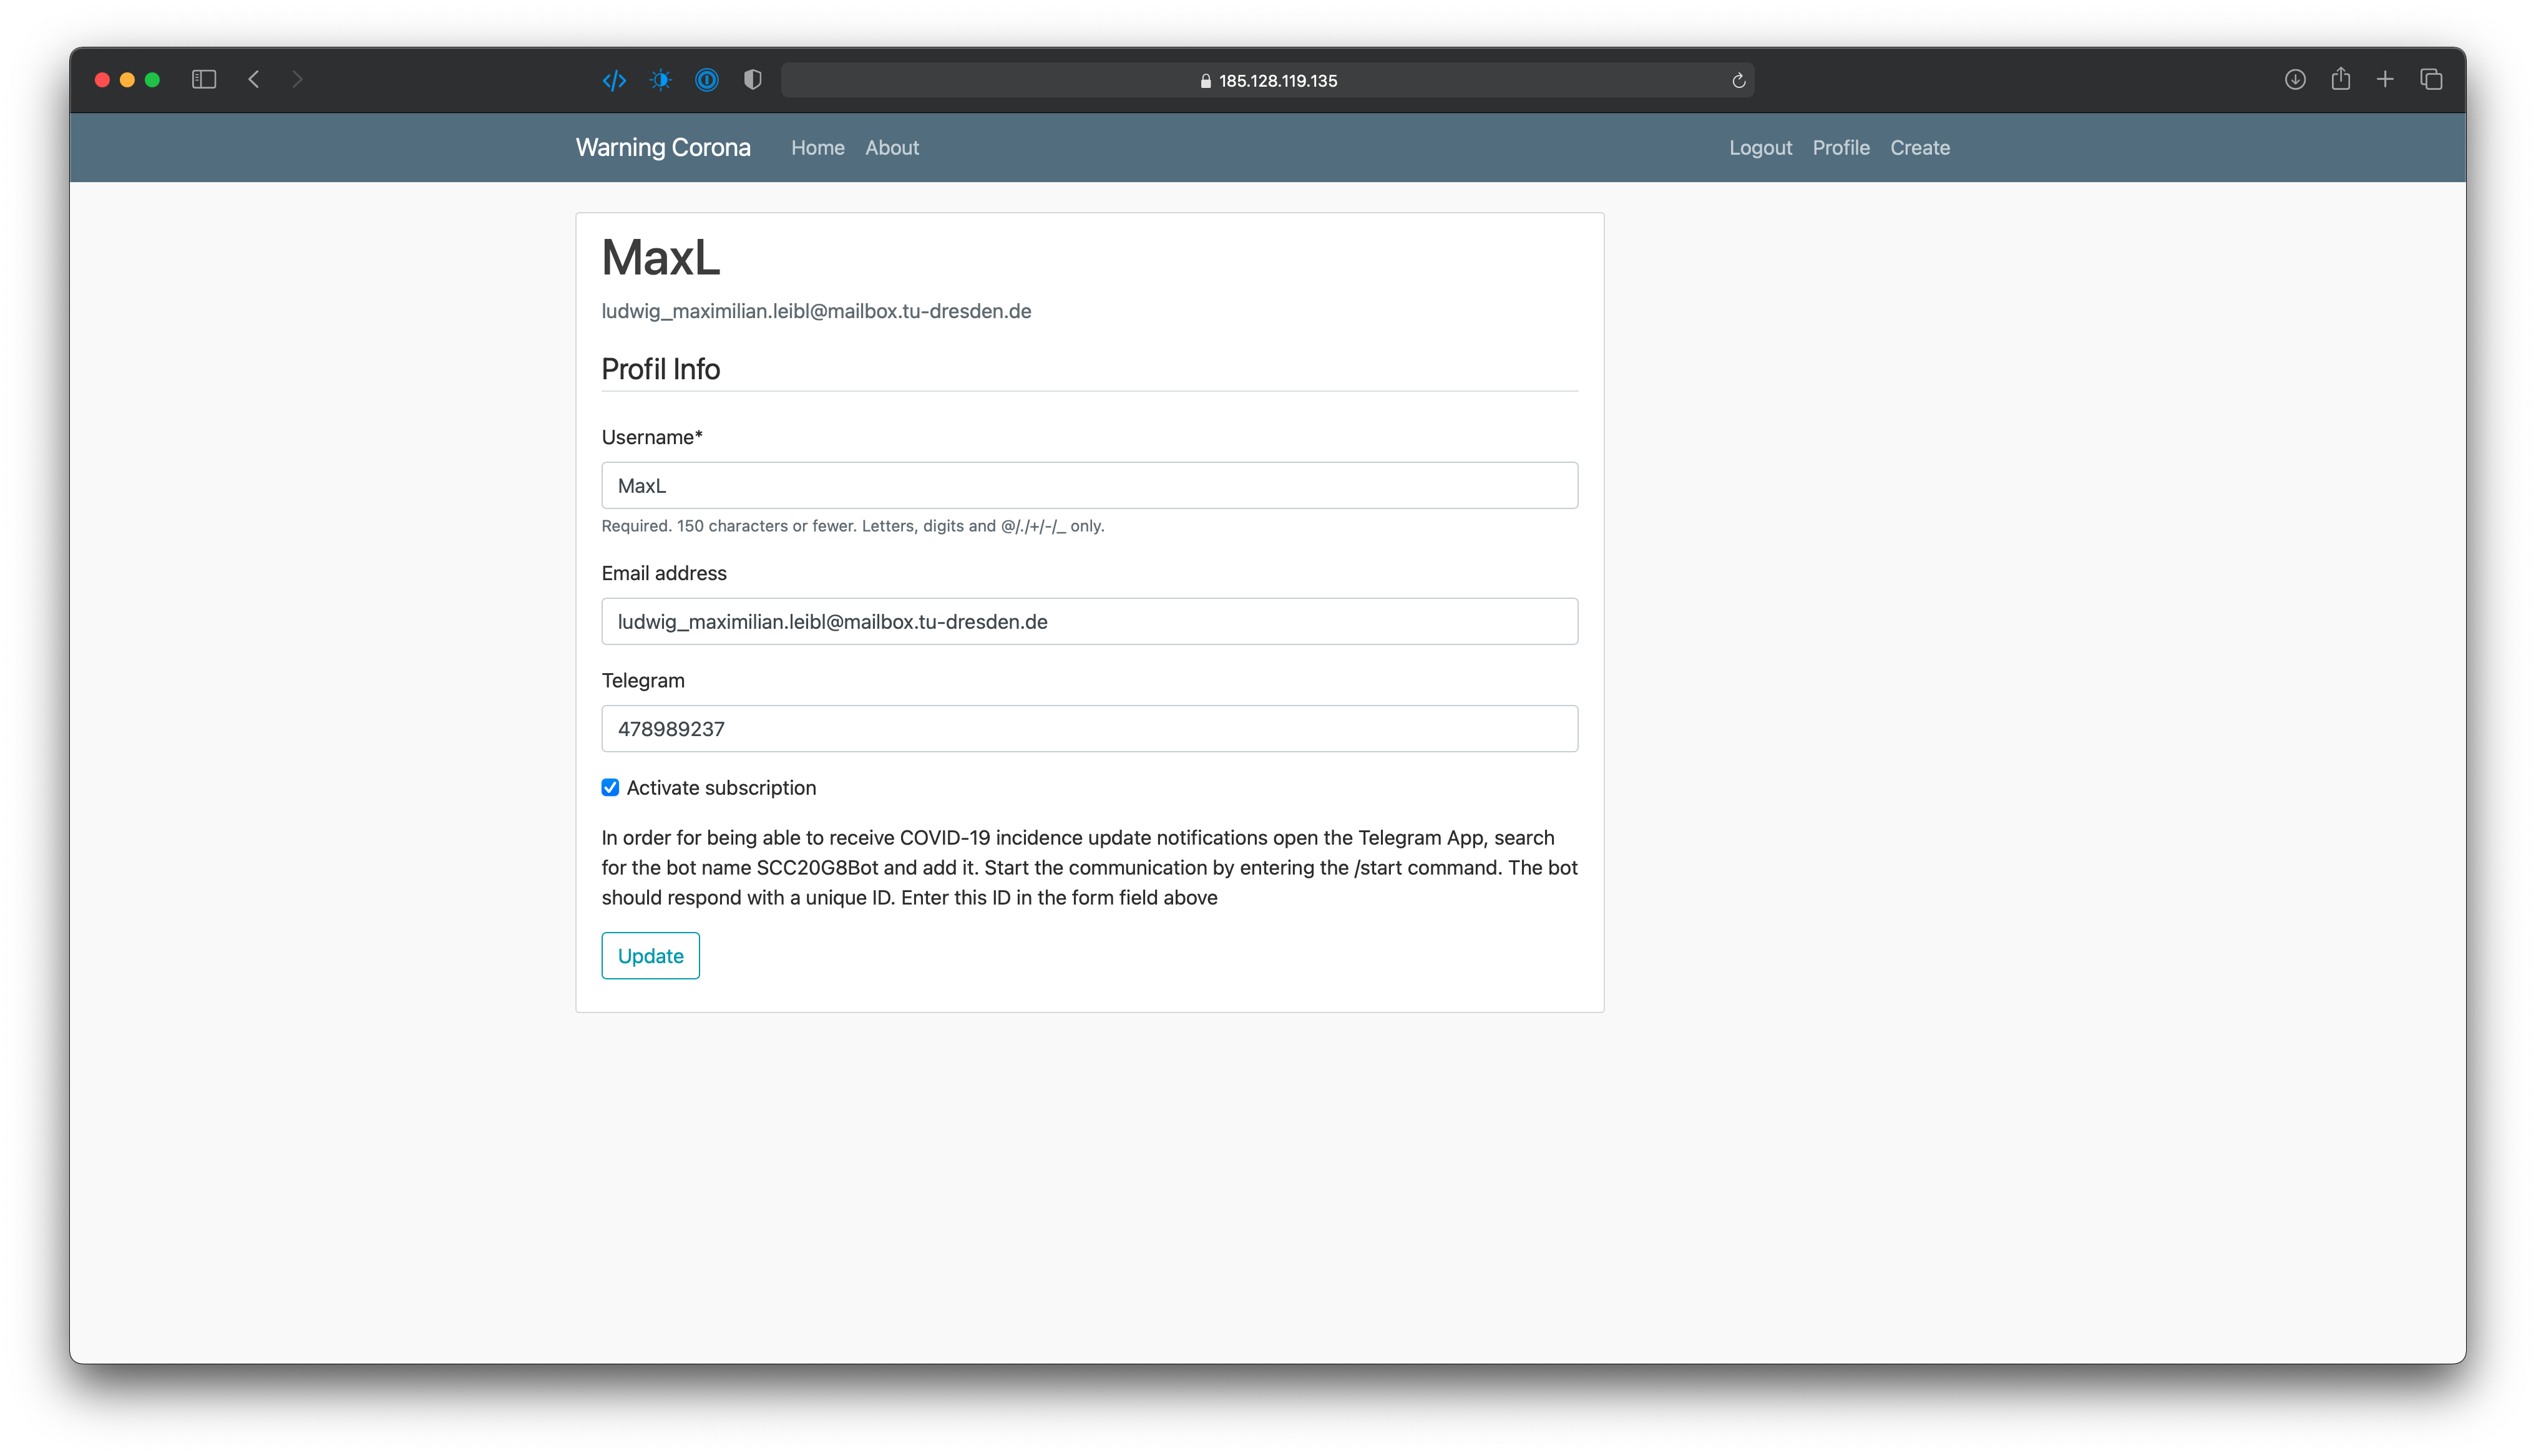 185.128.119.135
Warning Corona Home About Logout Profile Create
MaxL
ludwig_maximilian.leibl@mailbox.tu-dresden.de
Profil Info
Username*
MaxL
Required. 150 characters or fewer. Letters, digits and @/./+/-/_ only.
Email address
ludwig_maximilian.leibl@mailbox.tu-dresden.de
Telegram
478989237
Activate subscription
In order for being able to receive COVID-19 incidence update notifications open the Telegram App, search
for the bot name SCC20G8Bot and add it. Start the communication by entering the /start command. The bot
should respond with a unique ID. Enter this ID in the form field above
Update